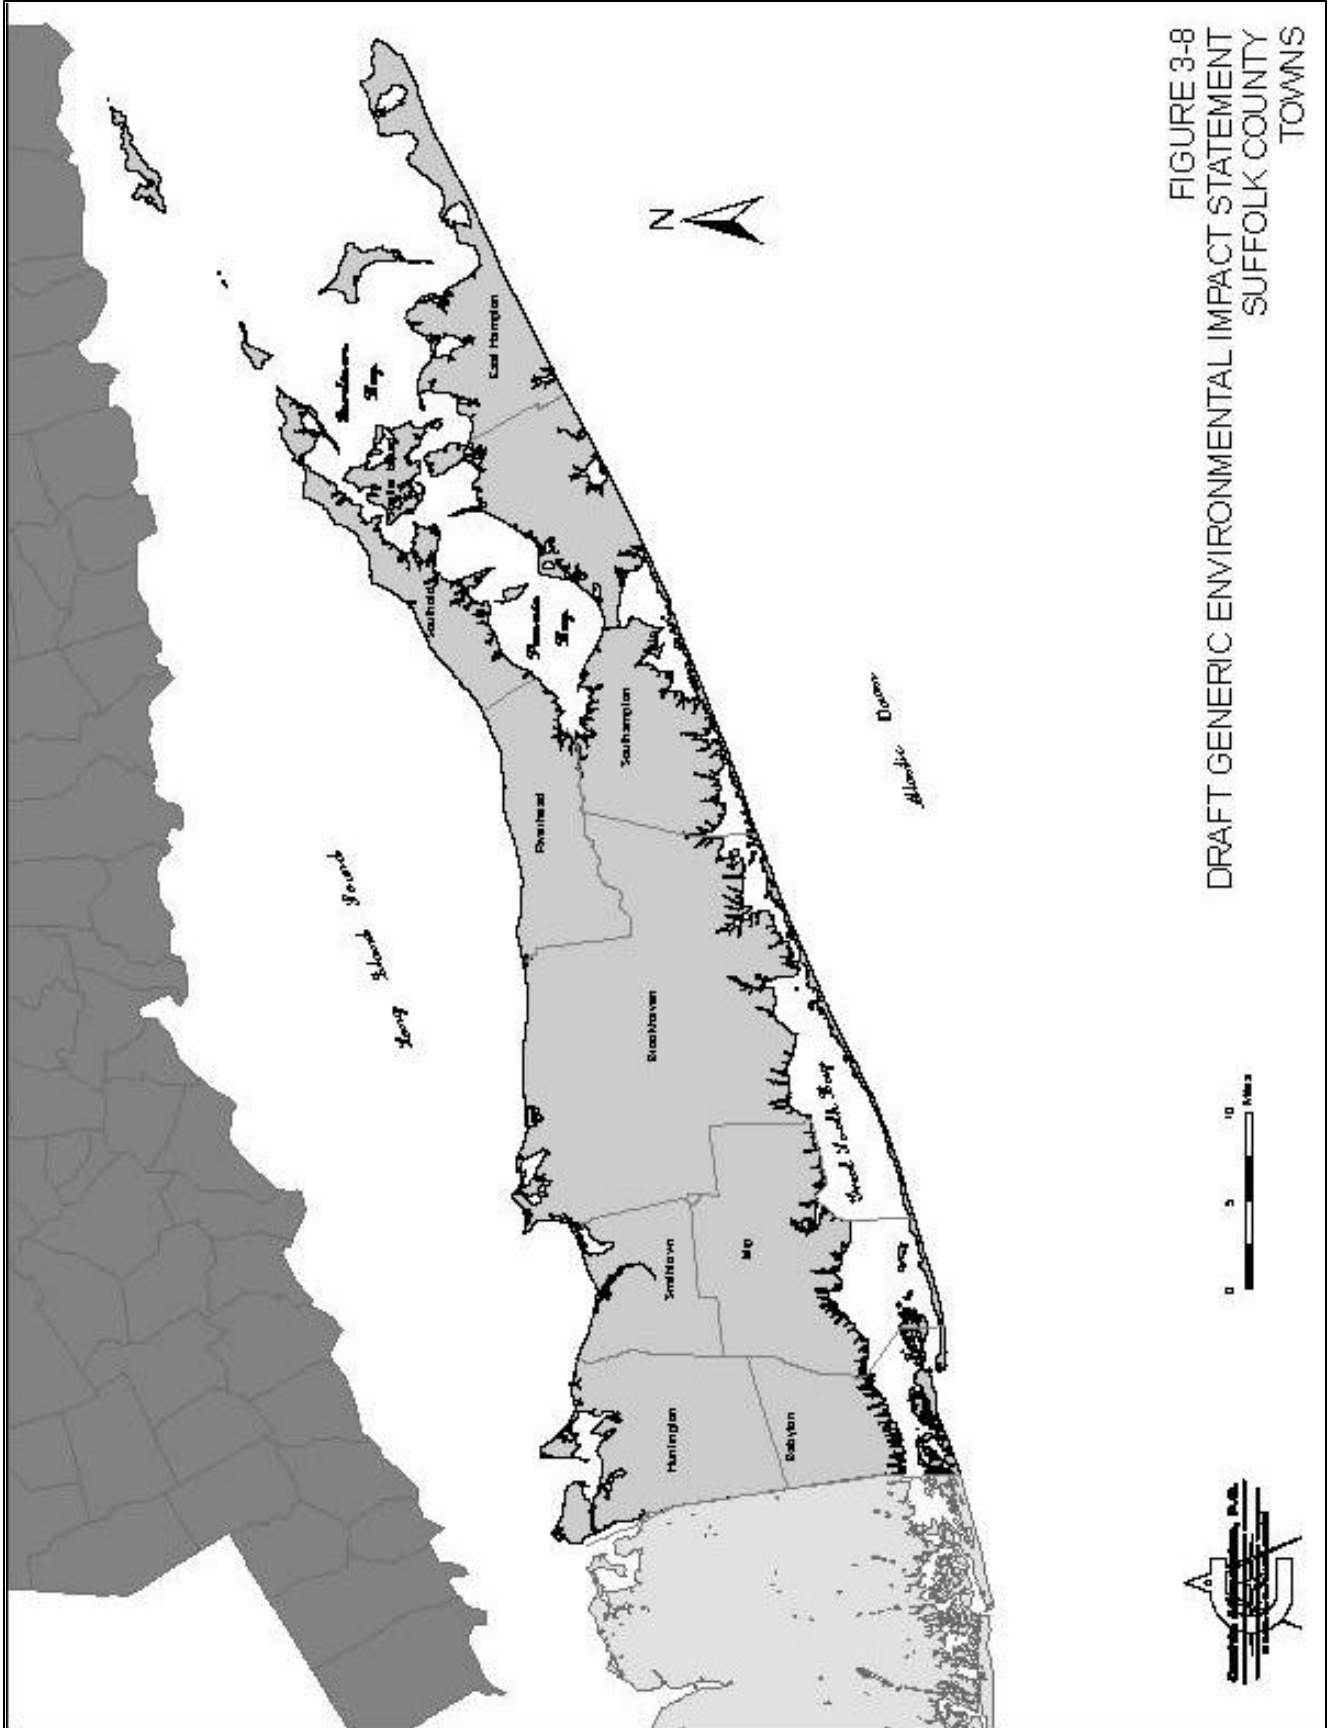 FIGURE 3-8
DRAFT GENERIC ENVIRONMENTAL IMPACT STATEMENT
SUFFOLK COUNTY
TOWNS
N
Long Island Sound
Gardiners
Bay
East Hampton
Southold
Peconic
Bay
Southampton
Riverhead
Brookhaven
Smithtown
Islip
Huntington
Babylon
Great South Bay
Atlantic Ocean
0 5 10
Miles